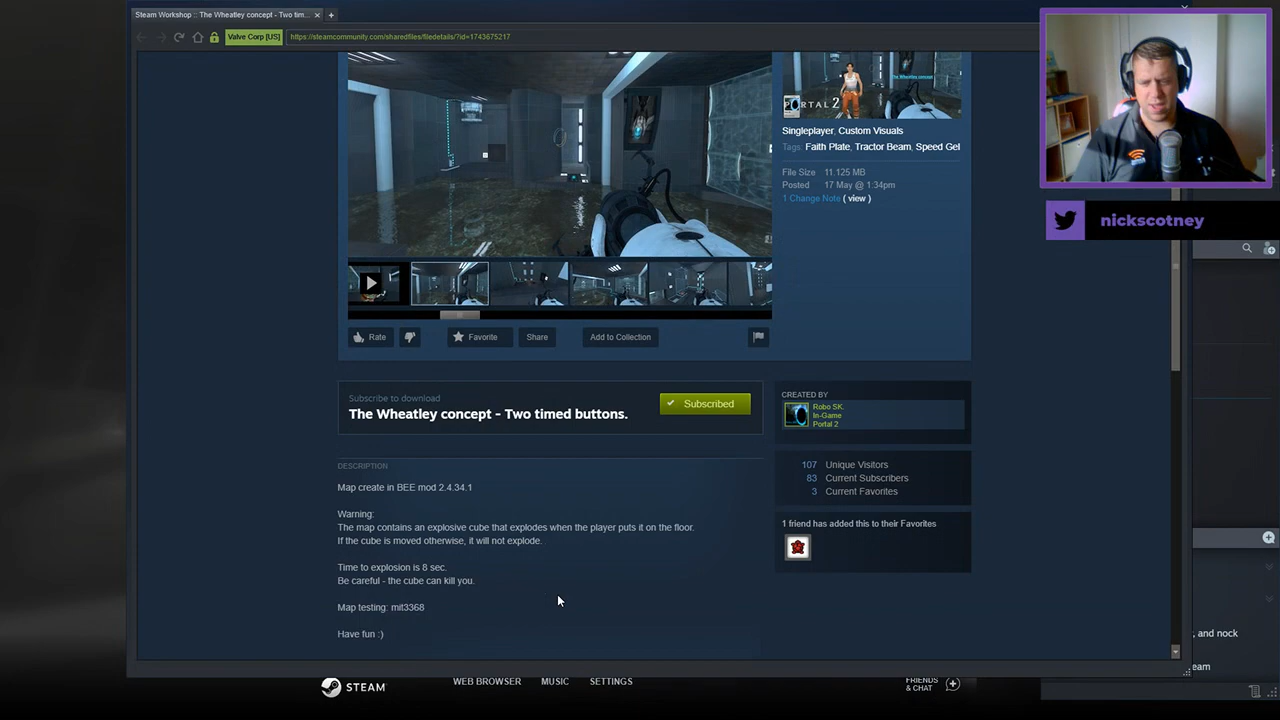 Steam Workshop :: The Wheatley concept - Two tim...
Valve Corp [US]
https://steamcommunity.com/sharedfiles/filedetails/?id=1743675217
The Wheatley concept
PORTAL 2
Singleplayer, Custom Visuals
Tags: Faith Plate, Tractor Beam, Speed Gel
File Size 11.125 MB
Posted 17 May @ 1:34pm
1 Change Note ( view )
nickscotney
Rate
Favorite
Share
Add to Collection
Subscribe to download
The Wheatley concept - Two timed buttons.
Subscribed
CREATED BY
Robo SK.
In-Game
Portal 2
107 Unique Visitors
83 Current Subscribers
3 Current Favorites
1 friend has added this to their Favorites
DESCRIPTION
Map create in BEE mod 2.4.34.1
Warning:
The map contains an explosive cube that explodes when the player puts it on the floor.
If the cube is moved otherwise, it will not explode.
Time to explosion is 8 sec.
Be careful - the cube can kill you.
Map testing: mit3368
Have fun :)
, and nock
eam
STEAM
WEB BROWSER
MUSIC
SETTINGS
FRIENDS
& CHAT